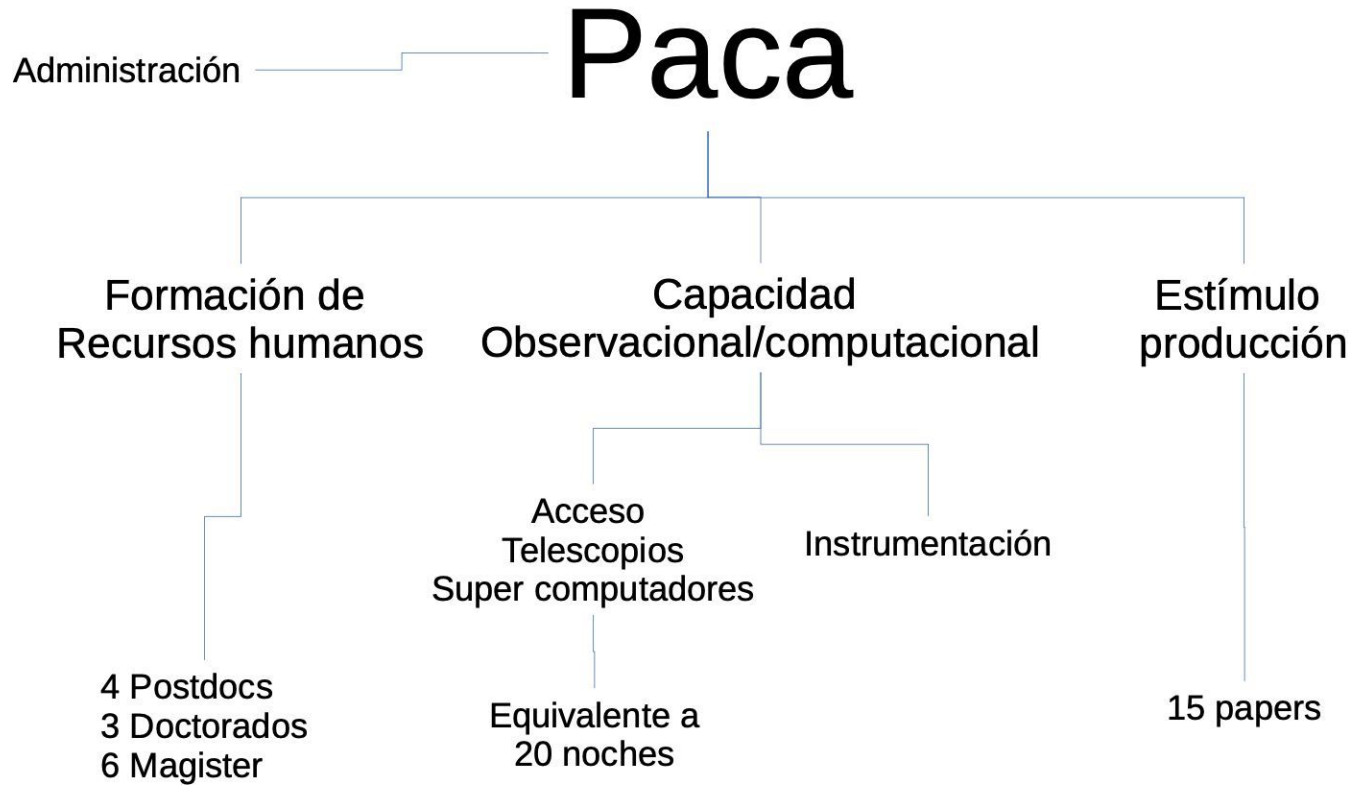 Paca
Administración
Formación de
Recursos humanos
Capacidad
Observacional/computacional
Estímulo
producción
Acceso
Telescopios
Super computadores
Instrumentación
4 Postdocs
3 Doctorados
6 Magister
Equivalente a
20 noches
15 papers